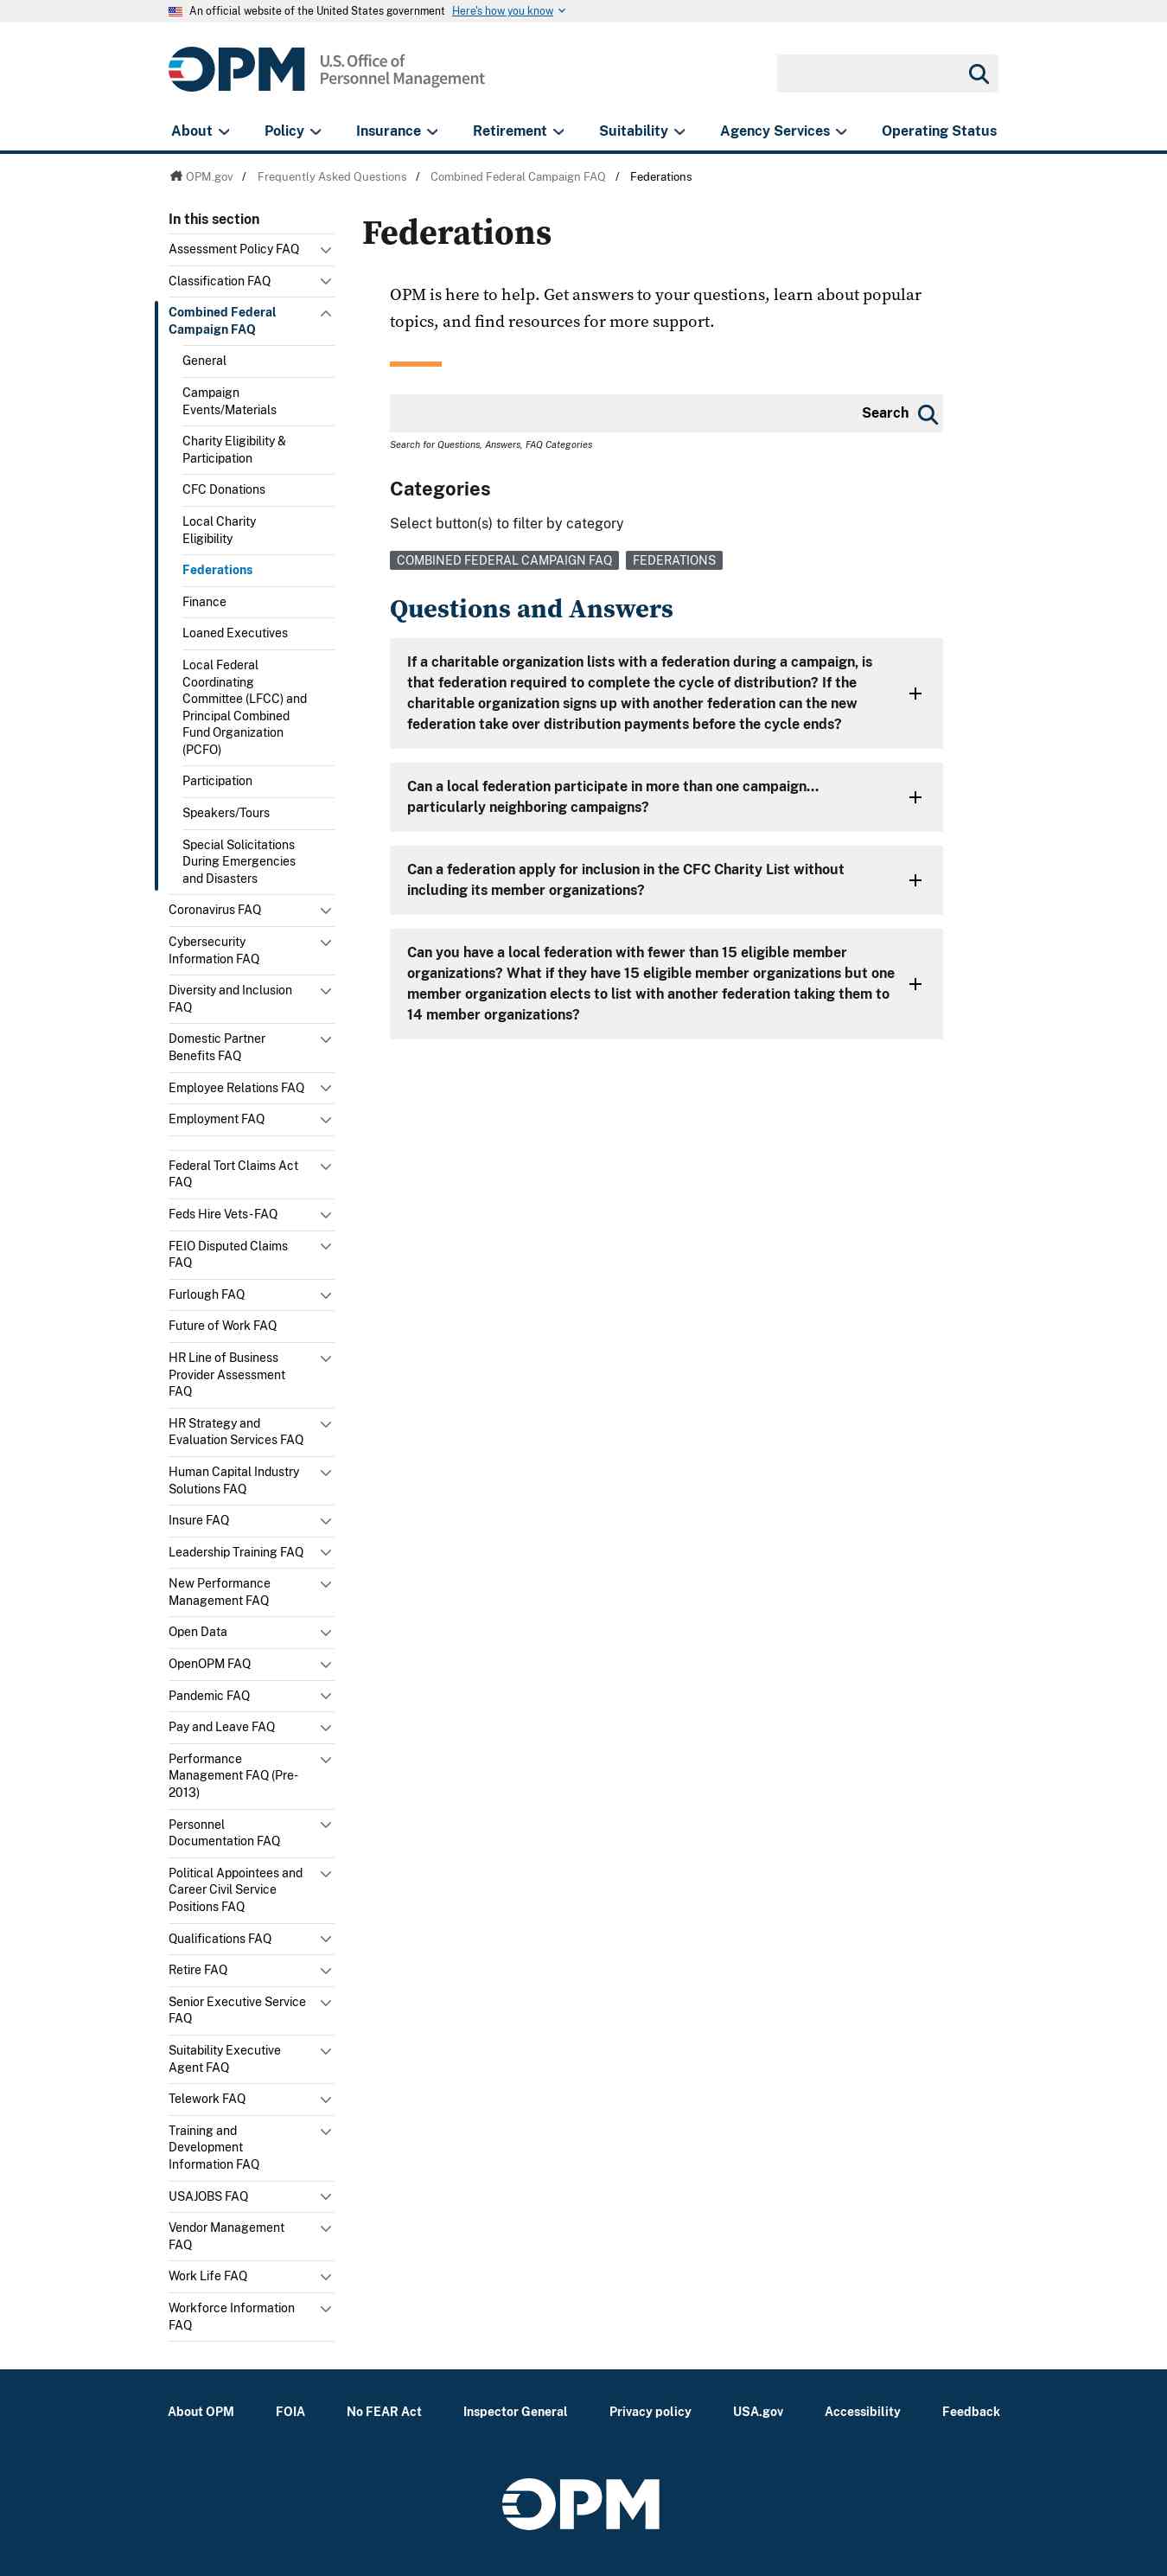 An official website of the United States government Here's how you know
OPM U.S. Office of
Personnel Management
About Policy Insurance Retirement Suitability Agency Services Operating Status
OPM.gov / Frequently Asked Questions / Combined Federal Campaign FAQ / Federations
In this section
Assessment Policy FAQ
Classification FAQ
Combined Federal
Campaign FAQ
General
Campaign
Events/Materials
Charity Eligibility &
Participation
CFC Donations
Local Charity
Eligibility
Federations
Finance
Loaned Executives
Local Federal
Coordinating
Committee (LFCC) and
Principal Combined
Fund Organization
(PCFO)
Participation
Speakers/Tours
Special Solicitations
During Emergencies
and Disasters
Coronavirus FAQ
Cybersecurity
Information FAQ
Diversity and Inclusion
FAQ
Domestic Partner
Benefits FAQ
Employee Relations FAQ
Employment FAQ
Federal Tort Claims Act
FAQ
Feds Hire Vets-FAQ
FEIO Disputed Claims
FAQ
Furlough FAQ
Future of Work FAQ
HR Line of Business
Provider Assessment
FAQ
HR Strategy and
Evaluation Services FAQ
Human Capital Industry
Solutions FAQ
Insure FAQ
Leadership Training FAQ
New Performance
Management FAQ
Open Data
OpenOPM FAQ
Pandemic FAQ
Pay and Leave FAQ
Performance
Management FAQ (Pre-
2013)
Personnel
Documentation FAQ
Political Appointees and
Career Civil Service
Positions FAQ
Qualifications FAQ
Retire FAQ
Senior Executive Service
FAQ
Suitability Executive
Agent FAQ
Telework FAQ
Training and
Development
Information FAQ
USAJOBS FAQ
Vendor Management
FAQ
Work Life FAQ
Workforce Information
FAQ
Federations
OPM is here to help. Get answers to your questions, learn about popular
topics, and find resources for more support.
Search
Search for Questions, Answers, FAQ Categories
Categories
Select button(s) to filter by category
COMBINED FEDERAL CAMPAIGN FAQ FEDERATIONS
Questions and Answers
If a charitable organization lists with a federation during a campaign, is
that federation required to complete the cycle of distribution? If the
charitable organization signs up with another federation can the new
federation take over distribution payments before the cycle ends?
Can a local federation participate in more than one campaign...
particularly neighboring campaigns?
Can a federation apply for inclusion in the CFC Charity List without
including its member organizations?
Can you have a local federation with fewer than 15 eligible member
organizations? What if they have 15 eligible member organizations but one
member organization elects to list with another federation taking them to
14 member organizations?
About OPM FOIA No FEAR Act Inspector General Privacy policy USA.gov Accessibility Feedback
OPM